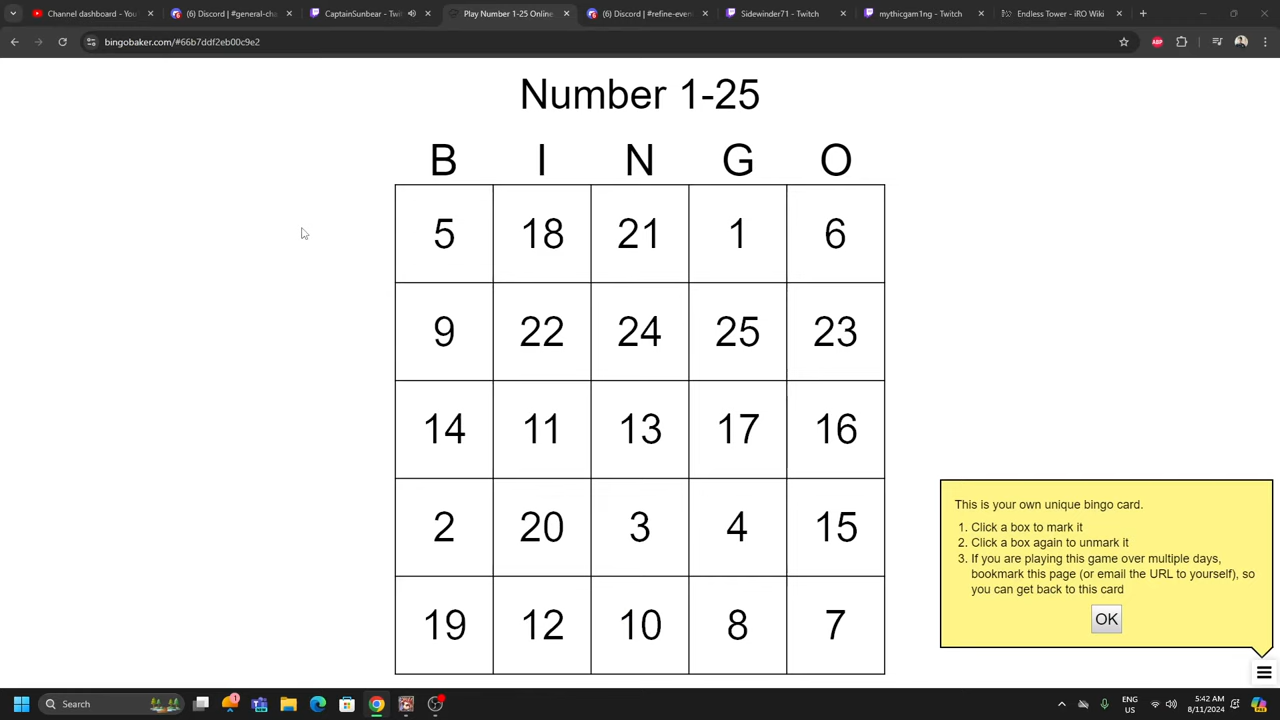 Channel dashboard - You
Discord | #general-cha
CaptainSunbear - Twit
Play Number 1-25 Online
Discord | #refine-even
Sidewinder71 - Twitch
mythicgam1ng - Twitch
Endless Tower - iRO Wiki
bingobaker.com/#66b7ddf2eb00c9e2
ABP
Number 1-25
B I N G O
5 18 21 1 6
9 22 24 25 23
14 11 13 17 16
2 20 3 4 15
19 12 10 8 7
This is your own unique bingo card.
1. Click a box to mark it
2. Click a box again to unmark it
3. If you are playing this game over multiple days,
bookmark this page (or email the URL to yourself), so
you can get back to this card
OK
Search
1
ENG
US
5:42 AM
8/11/2024